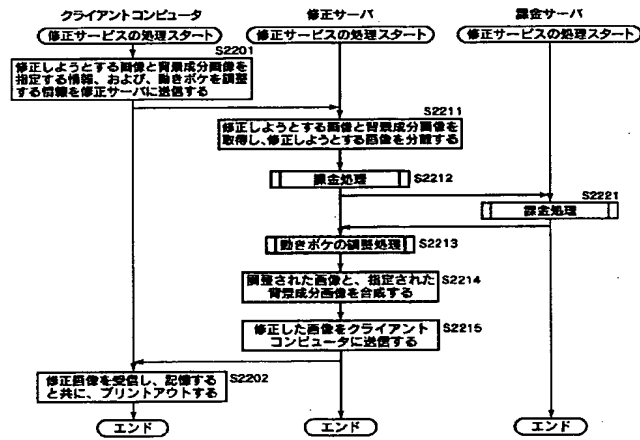 クライアントコンピュータ
修正サーバ
課金サーバ
修正サービスの処理スタート
修正サービスの処理スタート
修正サービスの処理スタート
S2201
修正しようとする画像と背景成分画像を
指定する情報、および、動きボケを調整
する情報を修正サーバに送信する
S2211
修正しようとする画像と背景成分画像を
取得し、修正しようとする画像を分離する
課金処理
S2212
S2221
課金処理
動きボケの調整処理
S2213
調整された画像と、指定された
背景成分画像を合成する
S2214
修正した画像をクライアント
コンピュータに送信する
S2215
修正画像を受信し、記憶する
と共に、プリントアウトする
S2202
エンド
エンド
エンド